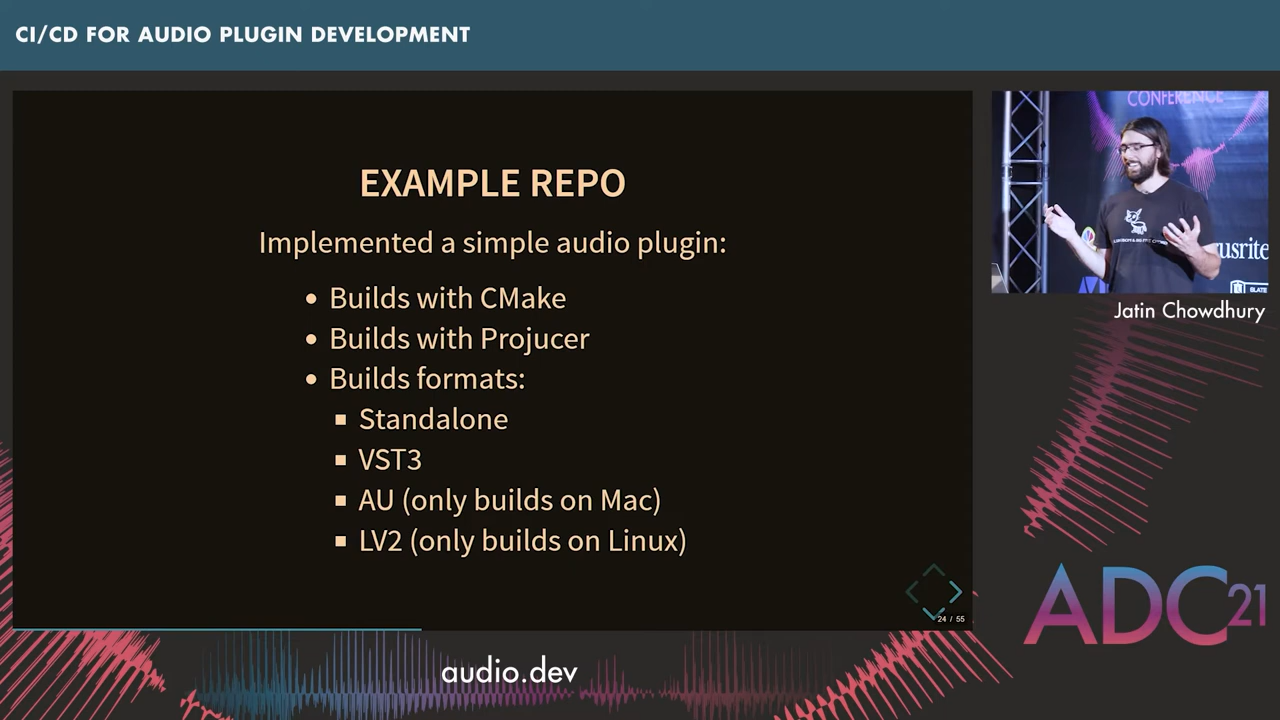 CI/CD FOR AUDIO PLUGIN DEVELOPMENT
EXAMPLE REPO
Implemented a simple audio plugin:
Builds with CMake
Builds with Projucer
Builds formats:
Standalone
VST3
AU (only builds on Mac)
LV2 (only builds on Linux)
24 / 55
CONFERENCE
usrite
SLATE
Jatin Chowdhury
ADC21
audio.dev